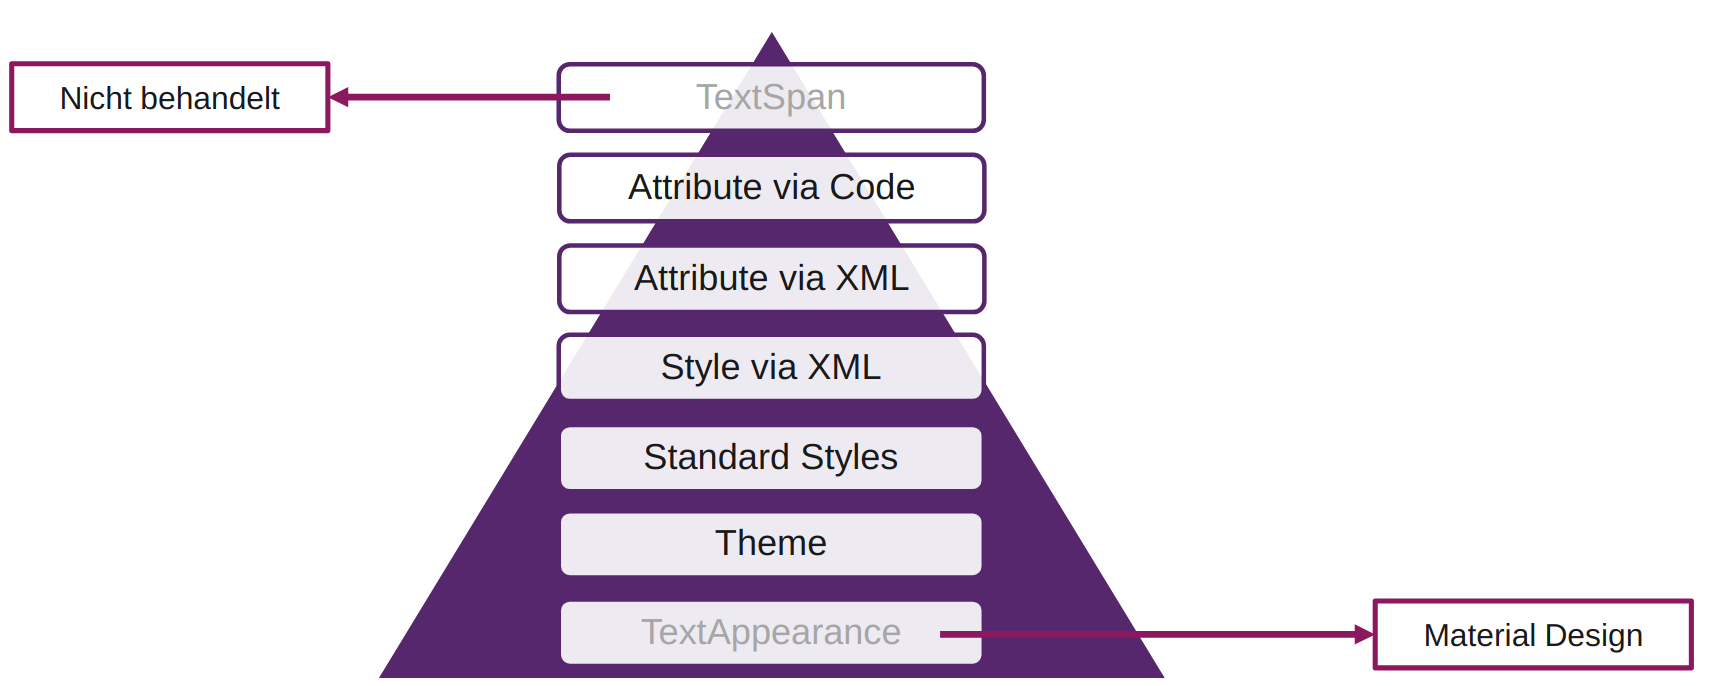 Nicht behandelt
TextSpan
Attribute via Code
Attribute via XML
Style via XML
Standard Styles
Theme
TextAppearance
Material Design